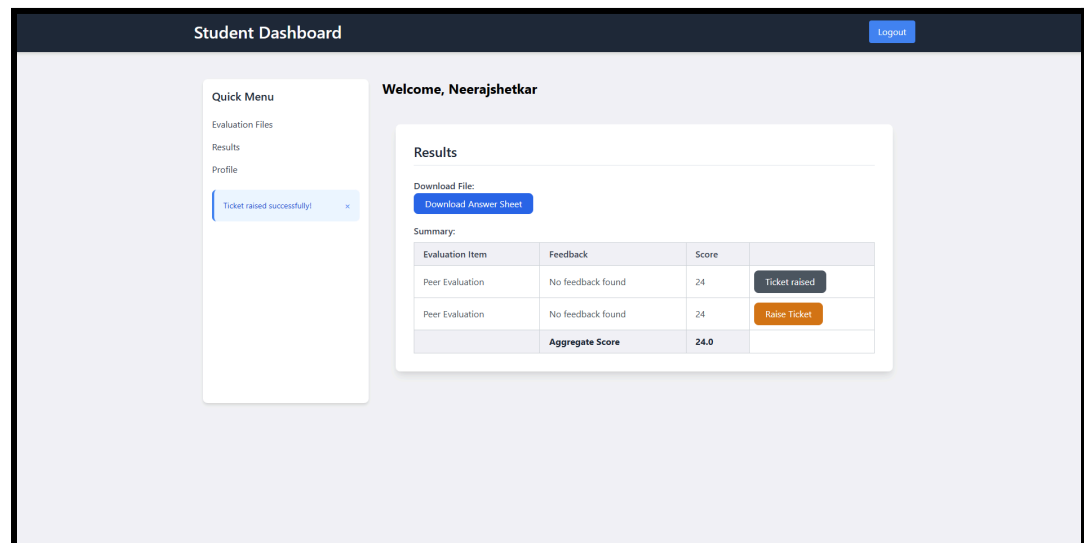 Student Dashboard
Logout
Quick Menu
Evaluation Files
Results
Profile
Ticket raised successfully! ×
Welcome, Neerajshetkar
Results
Download File:
Download Answer Sheet
Summary:
Evaluation Item Feedback Score
Peer Evaluation No feedback found 24 Ticket raised
Peer Evaluation No feedback found 24 Raise Ticket
Aggregate Score 24.0